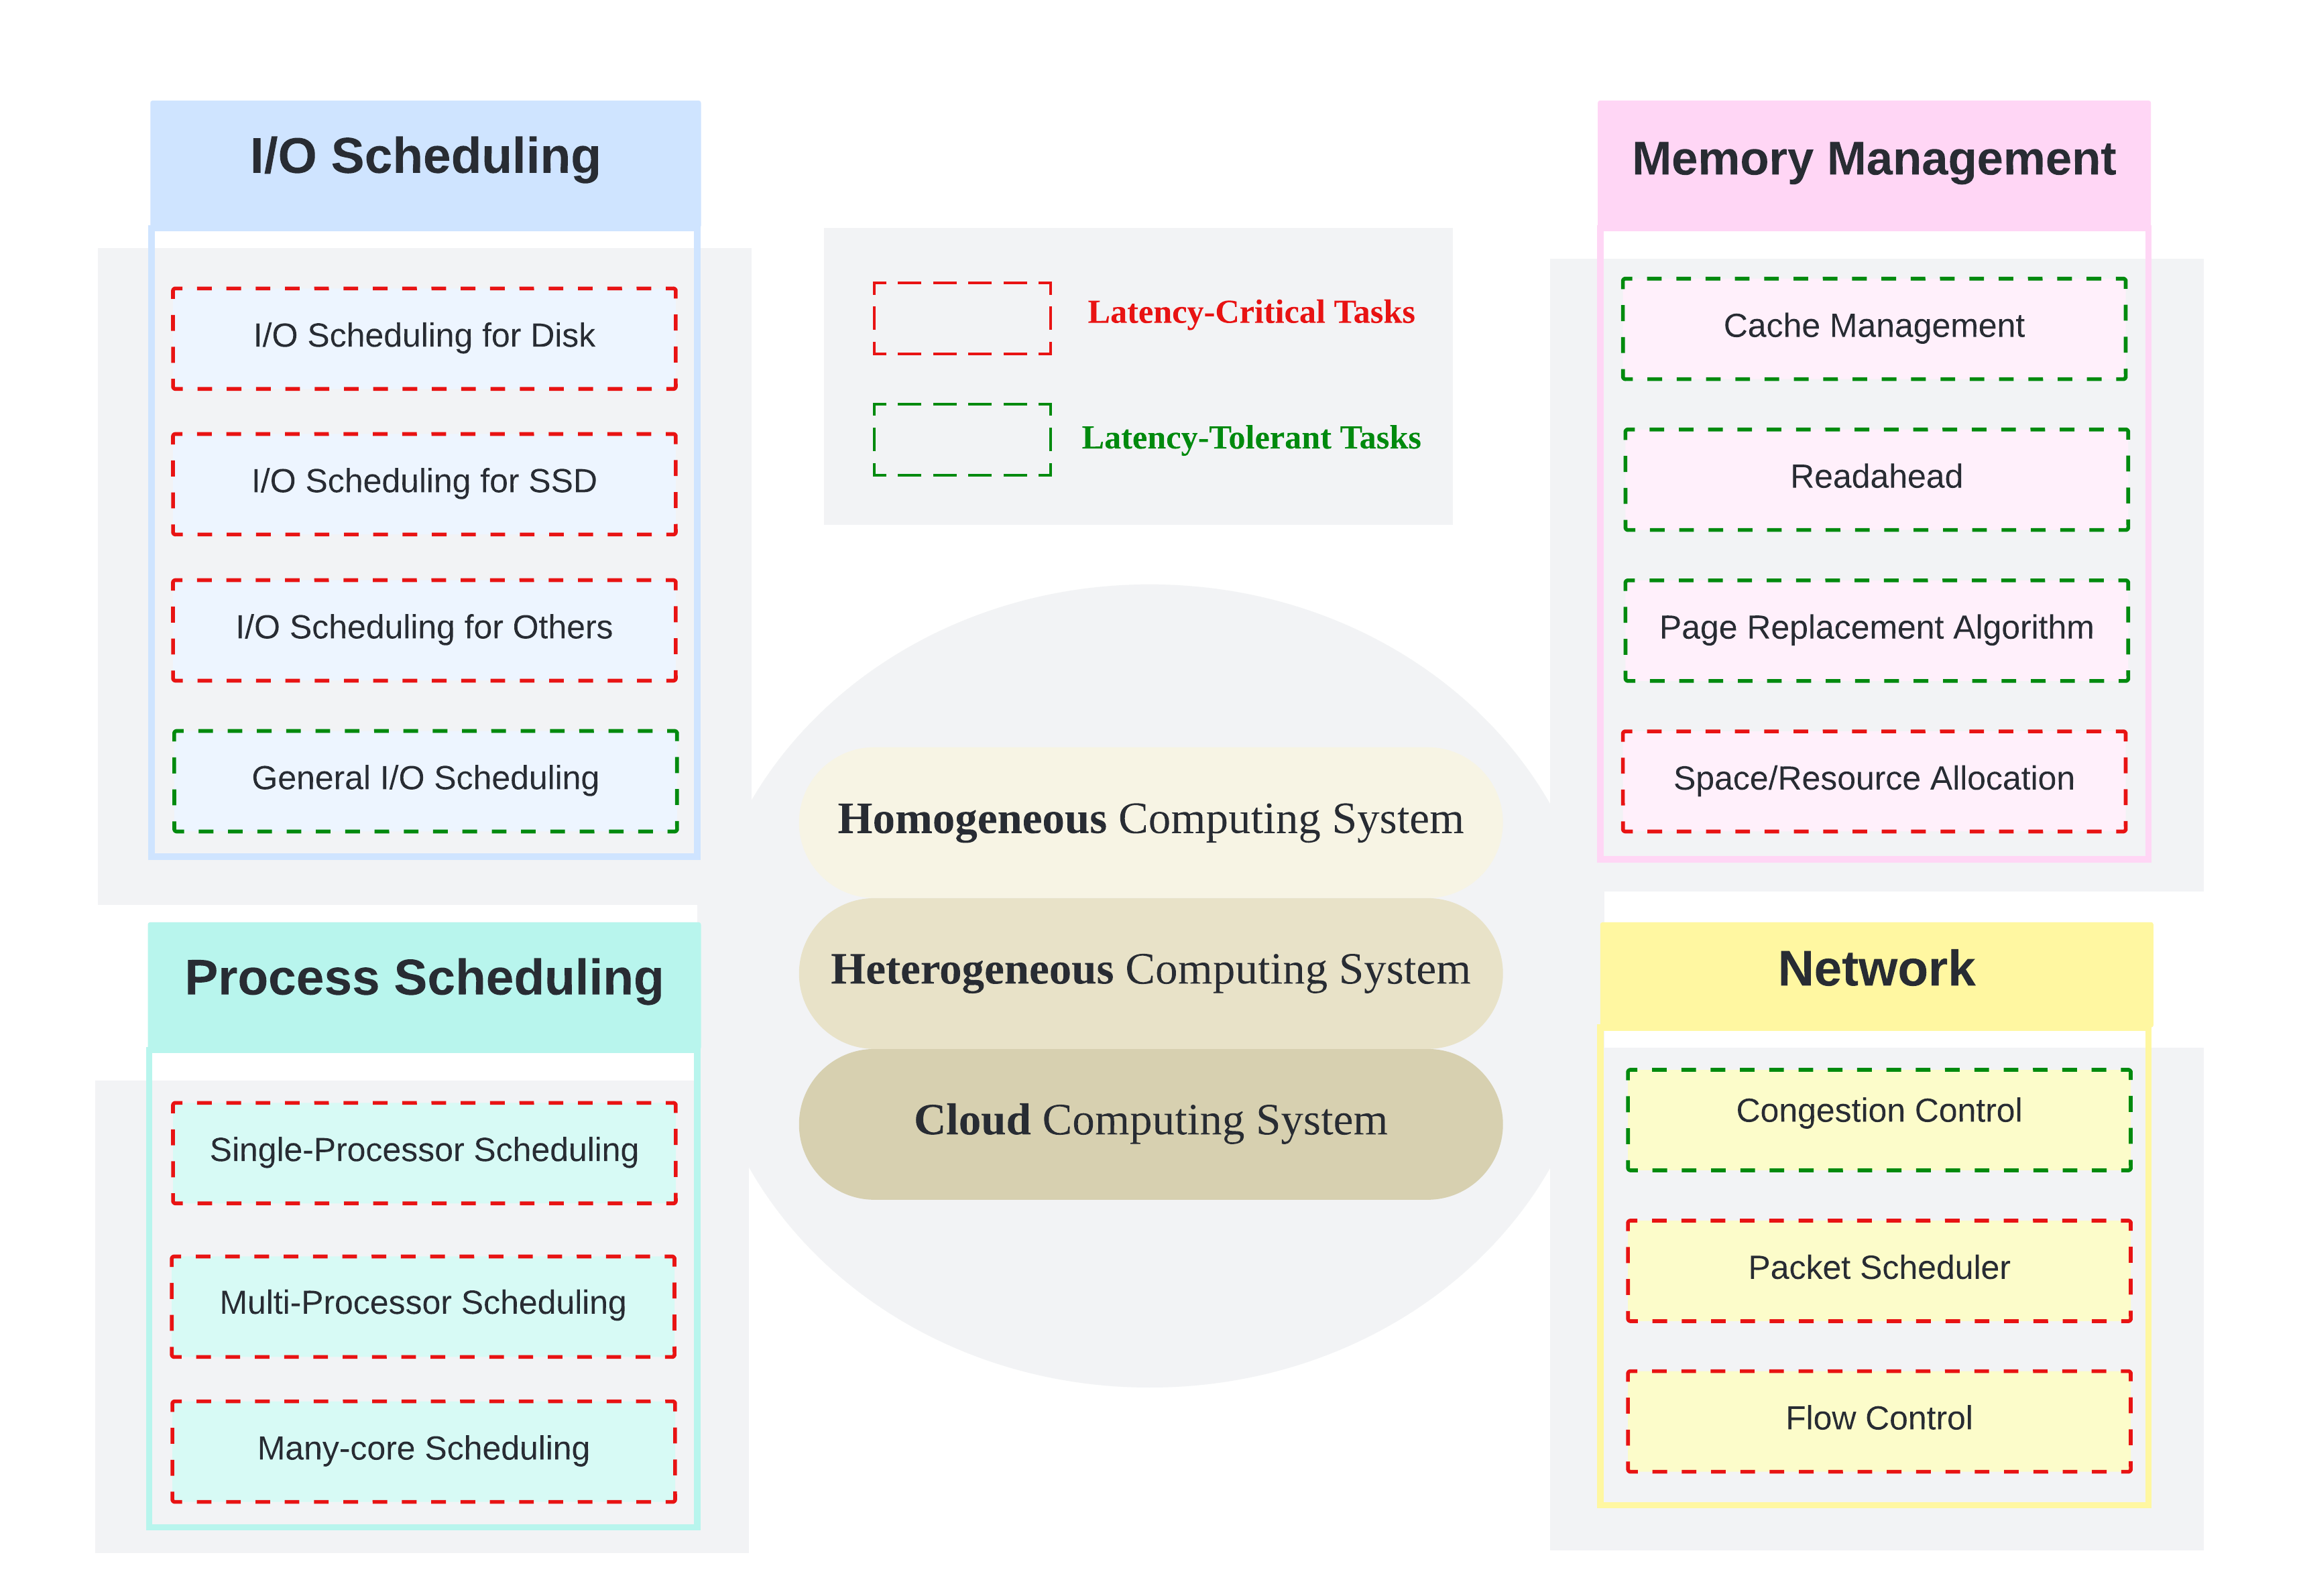 I/O Scheduling
I/O Scheduling for Disk
I/O Scheduling for SSD
I/O Scheduling for Others
General I/O Scheduling
Process Scheduling
Single-Processor Scheduling
Multi-Processor Scheduling
Many-core Scheduling
Latency-Critical Tasks
Latency-Tolerant Tasks
Homogeneous Computing System
Heterogeneous Computing System
Cloud Computing System
Memory Management
Cache Management
Readahead
Page Replacement Algorithm
Space/Resource Allocation
Network
Congestion Control
Packet Scheduler
Flow Control